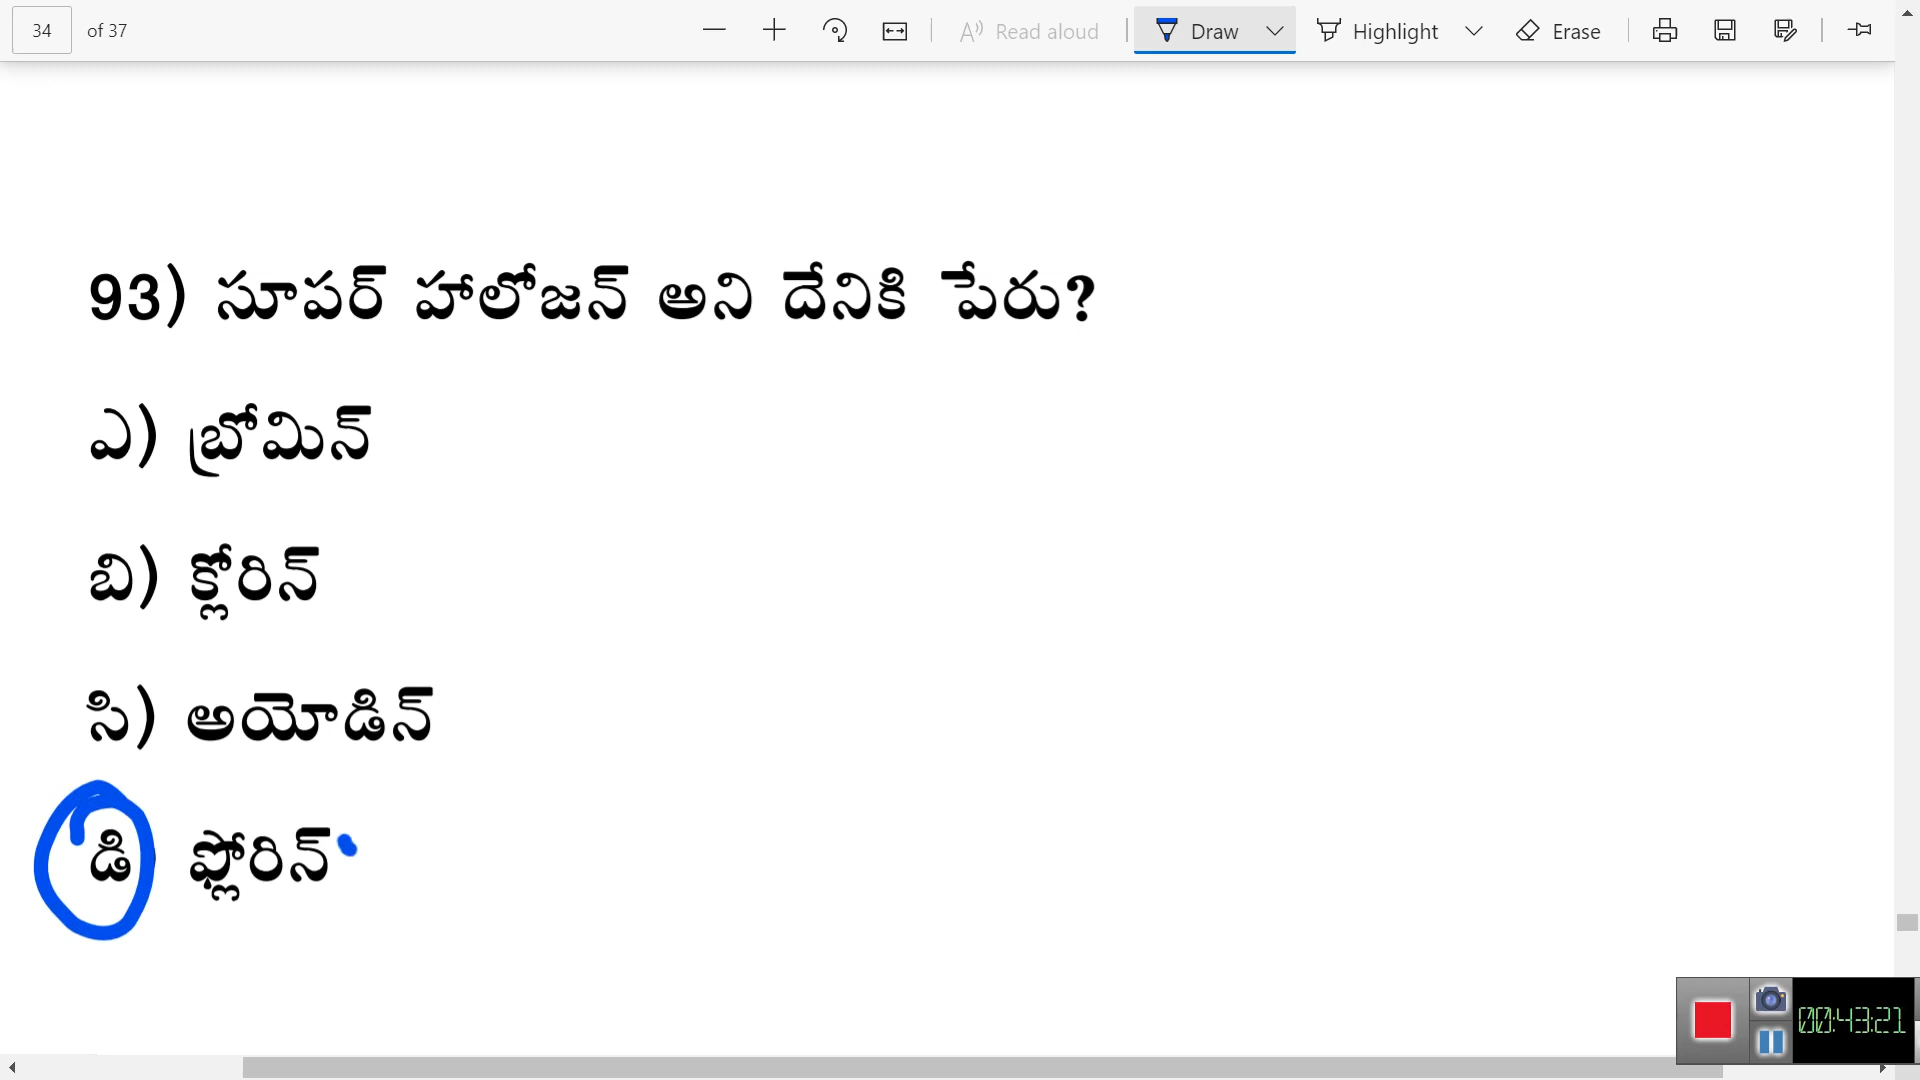 34 of 37 Read aloud Draw Highlight Erase
93) సూపర్ హాలోజన్ అని దేనికి పేరు?
ఎ) బ్రోమిన్
బి) క్లోరిన్
సి) అయోడిన్
డి) ఫ్లోరిన్
00:43:21